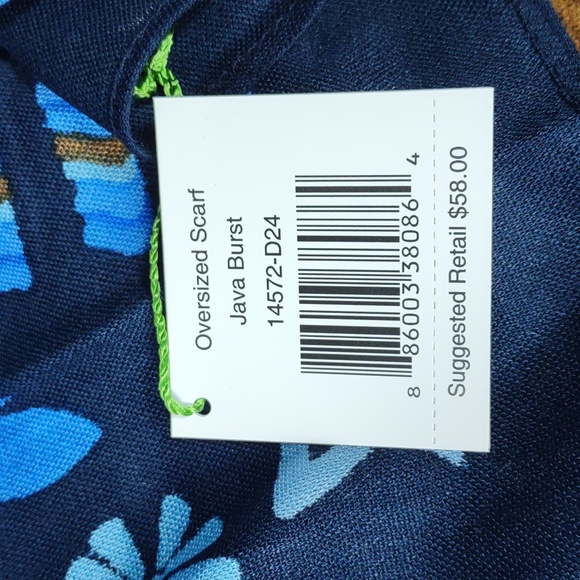 Oversized Scarf
Java Burst
14572-D24
8 86003 38086 4
Suggested Retail $58.00